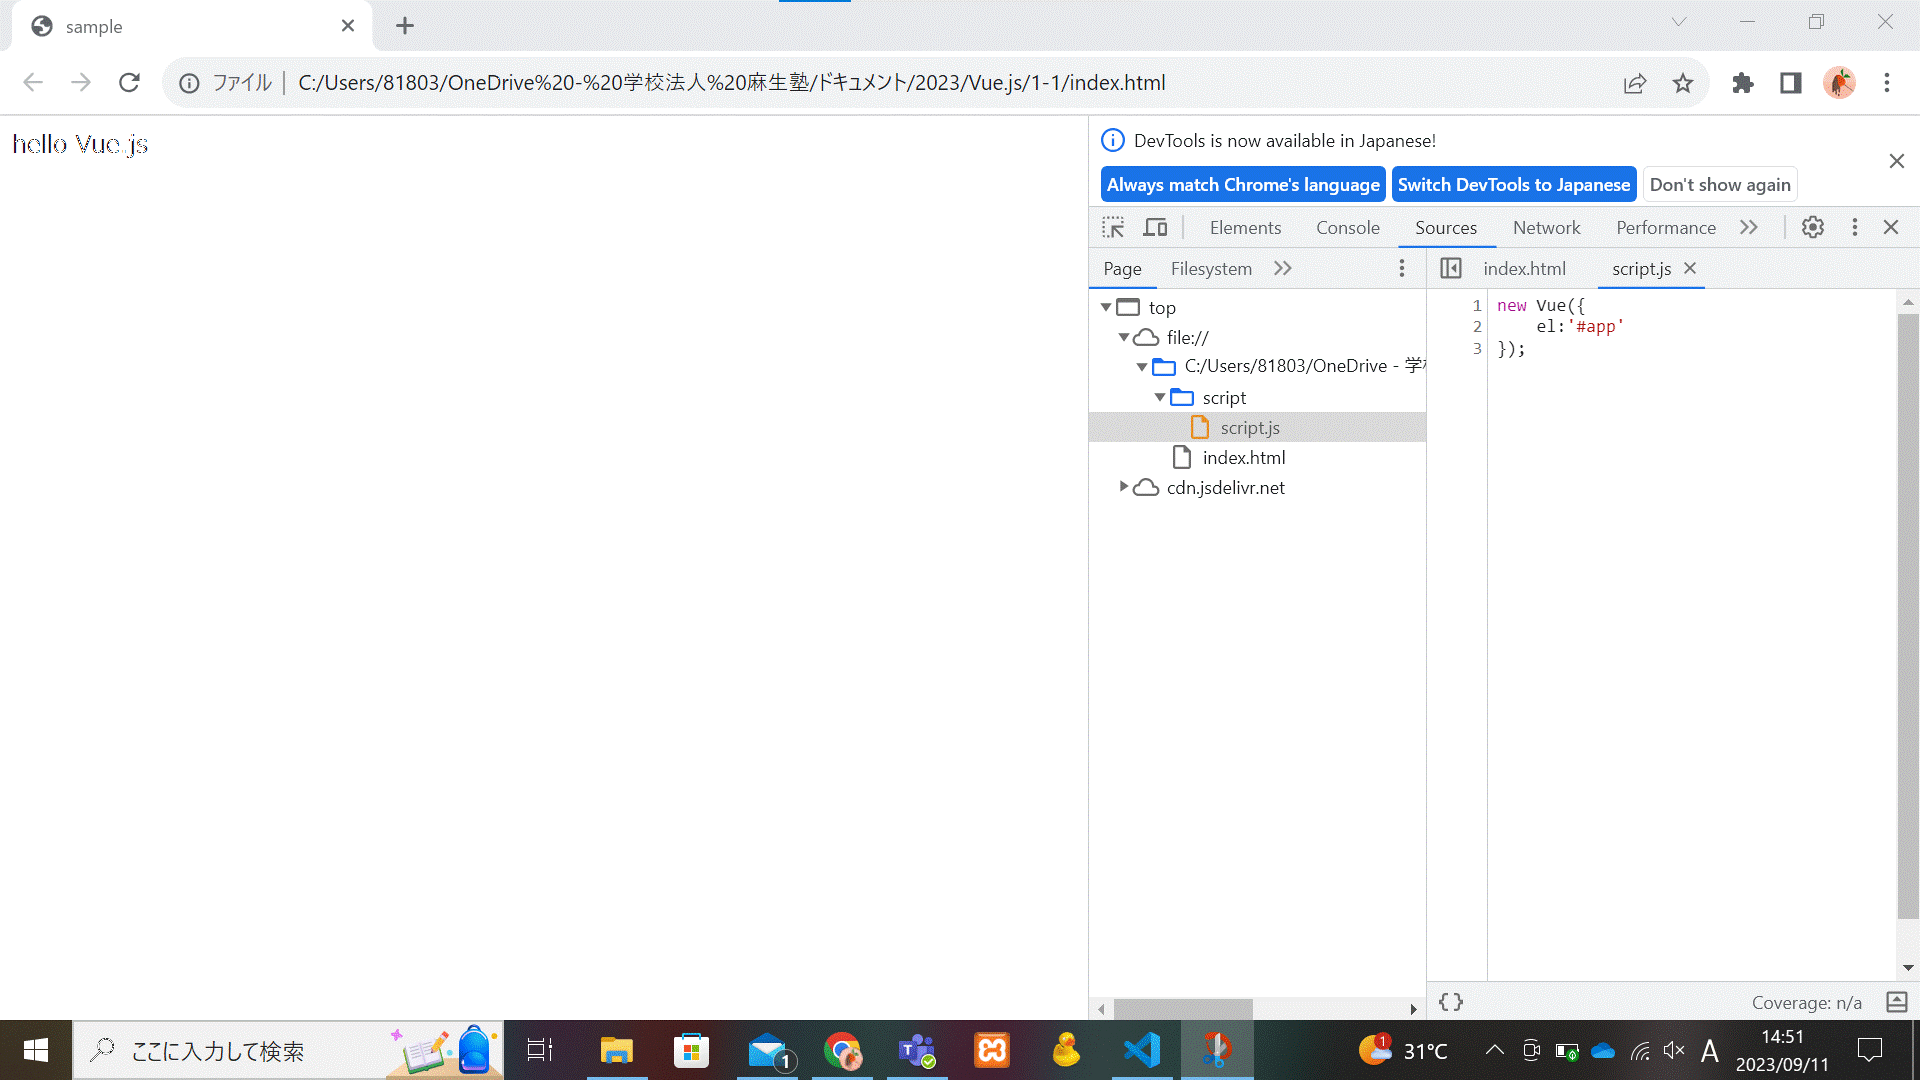 sample
ファイル
C:/Users/81803/OneDrive%20-%20学校法人%20麻生塾/ドキュメント/2023/Vue.js/1-1/index.html
hello Vue.js
DevTools is now available in Japanese!
Always match Chrome's language
Switch DevTools to Japanese
Don't show again
Elements
Console
Sources
Network
Performance
Page
Filesystem
index.html
script.js
top
file://
C:/Users/81803/OneDrive - 学
script
script.js
index.html
cdn.jsdelivr.net
1 new Vue({
2 el:'#app'
3 });
{}
Coverage: n/a
ここに入力して検索
1
1
31°C
A
14:51
2023/09/11